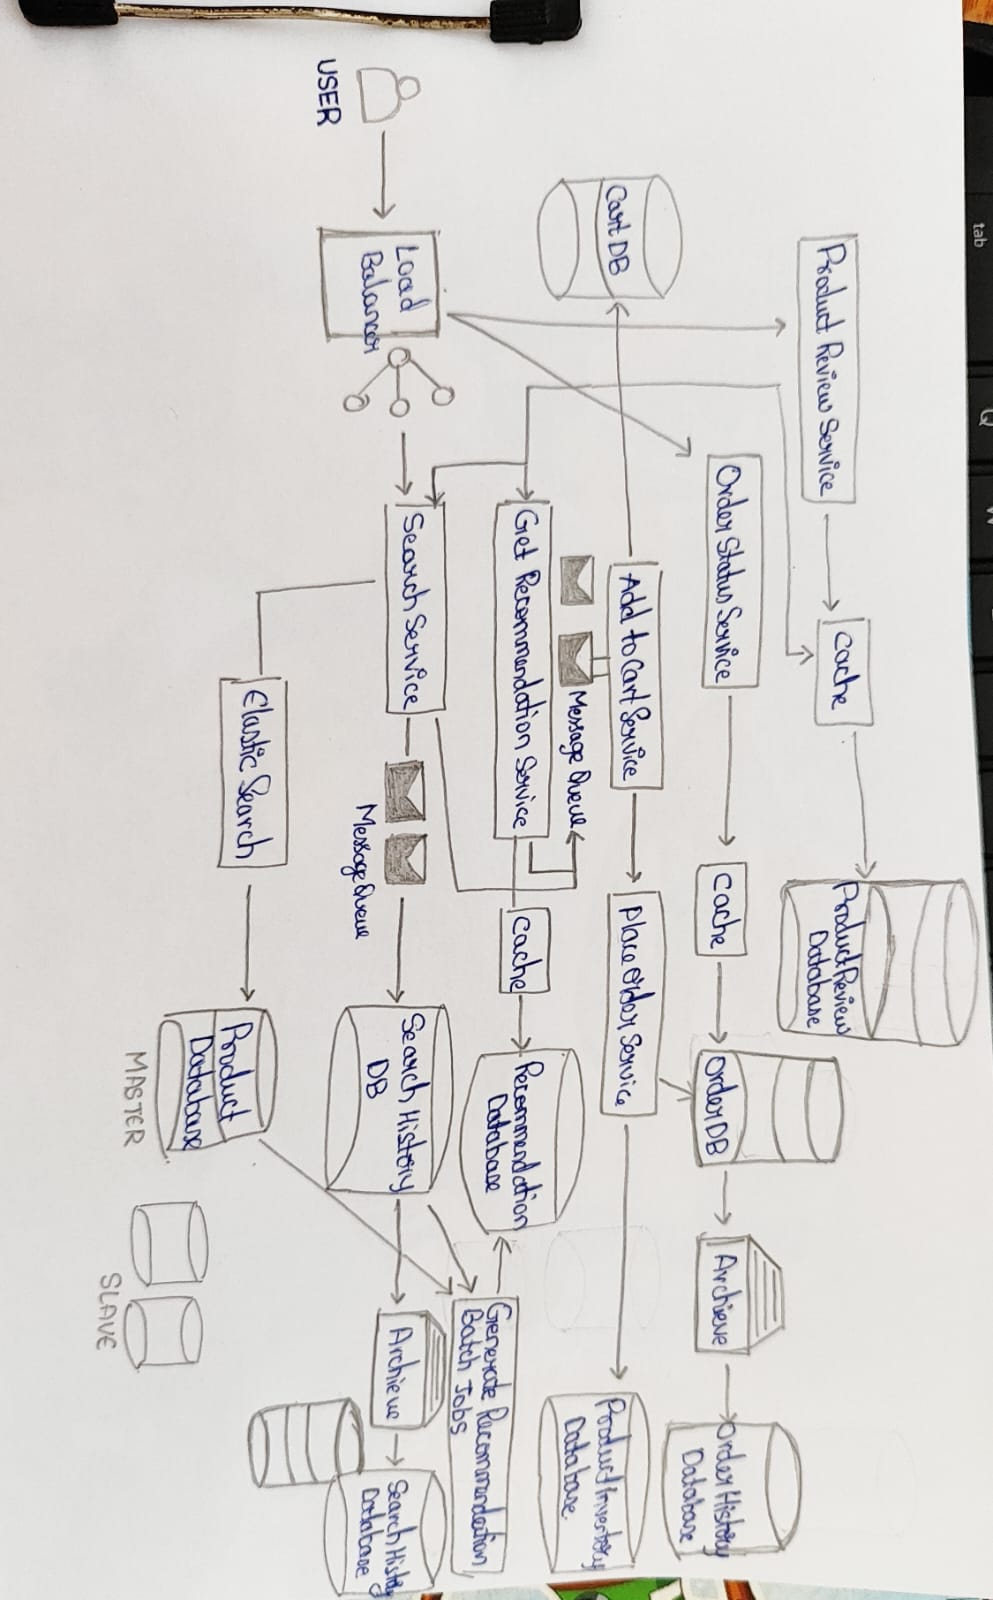 USER
Load
Balancer
Cart DB
Product Review Service
Cache
Product Review
Database
Order Status Service
Cache
Order DB
Archieve
Order History
Database
Add to Cart Service
Place Order Service
Product Inventory
Database
Message Queue
Get Recommendation Service
Cache
Recommendation
Database
Generate Recommendation
Batch Jobs
Search Service
Message Queue
Search History
DB
Archieve
Search History
Database
Elastic Search
Product
Database
MASTER
SLAVE
tab
Q
W